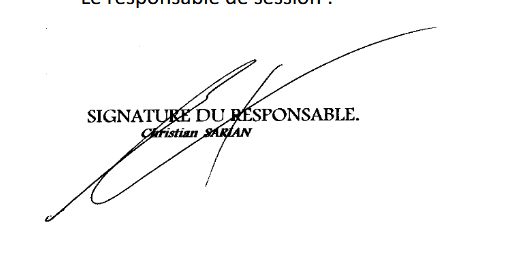 Le responsable de session :
SIGNATURE DU RESPONSABLE.
Christian SARIAN